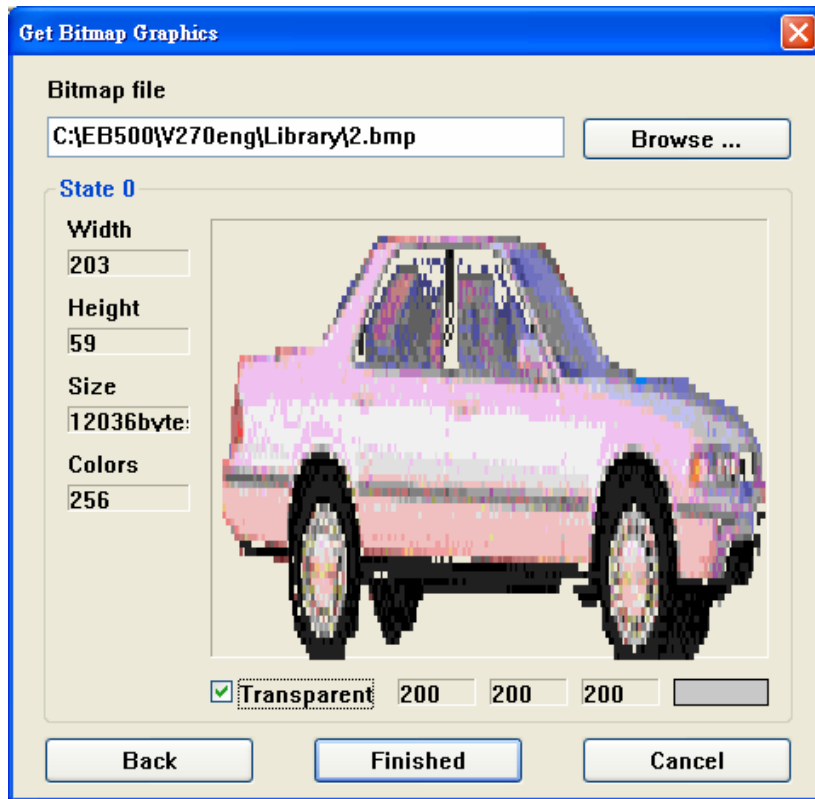 Get Bitmap Graphics
Bitmap file
C:\EB500\V270eng\Library\2.bmp
Browse ...
State 0
Width
203
Height
59
Size
12036byte
Colors
256
Transparent 200 200 200
Back Finished Cancel